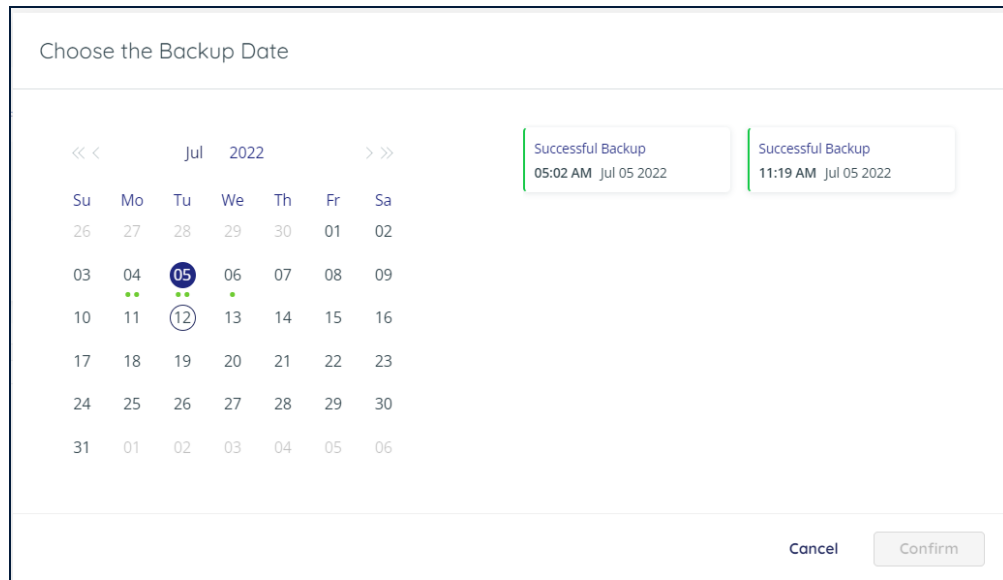 Choose the Backup Date
Jul 2022
Su Mo Tu We Th Fr Sa
26 27 28 29 30 01 02
03 04 05 06 07 08 09
10 11 12 13 14 15 16
17 18 19 20 21 22 23
24 25 26 27 28 29 30
31 01 02 03 04 05 06
Successful Backup
05:02 AM Jul 05 2022
Successful Backup
11:19 AM Jul 05 2022
Cancel Confirm